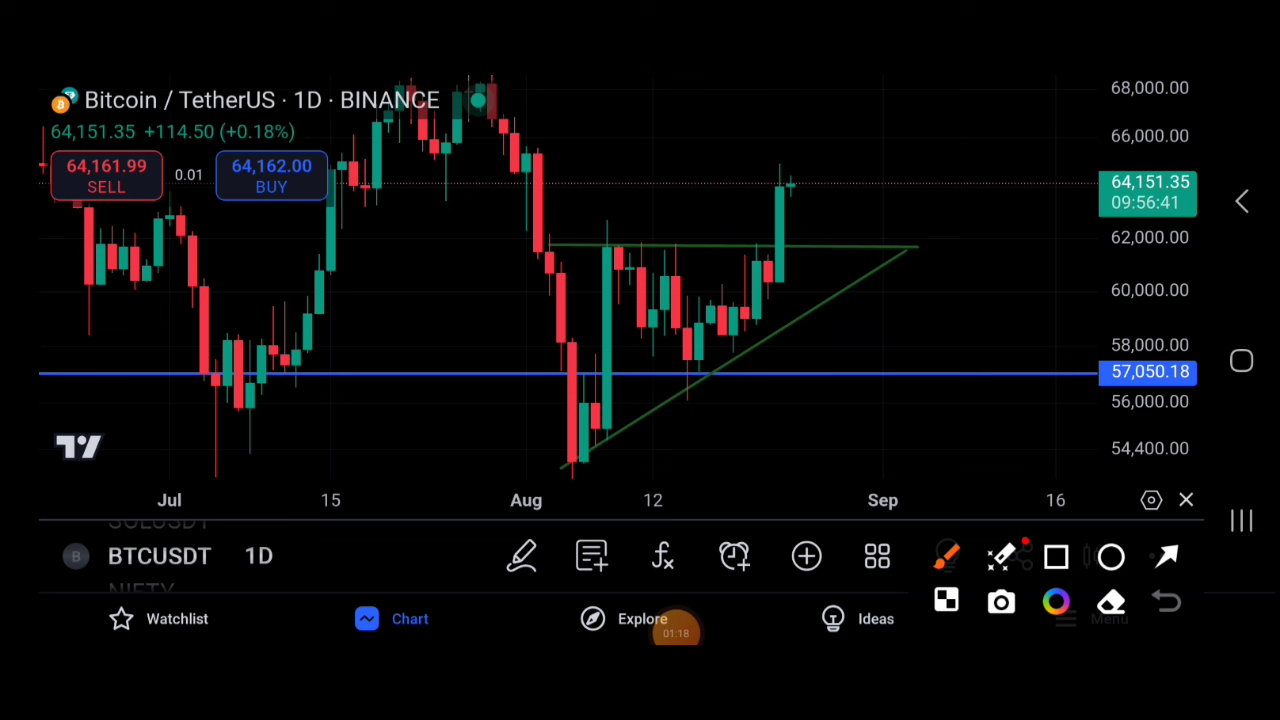 Bitcoin / TetherUS · 1D · BINANCE
64,151.35 +114.50 (+0.18%)
64,161.99
SELL
0.01
64,162.00
BUY
68,000.00
66,000.00
64,151.35
09:56:41
62,000.00
60,000.00
58,000.00
57,050.18
56,000.00
54,400.00
Jul 15 Aug 12 Sep 16
SOLUSDT
B BTCUSDT 1D
NIFTY
Watchlist Chart Explore Ideas Menu
01:18